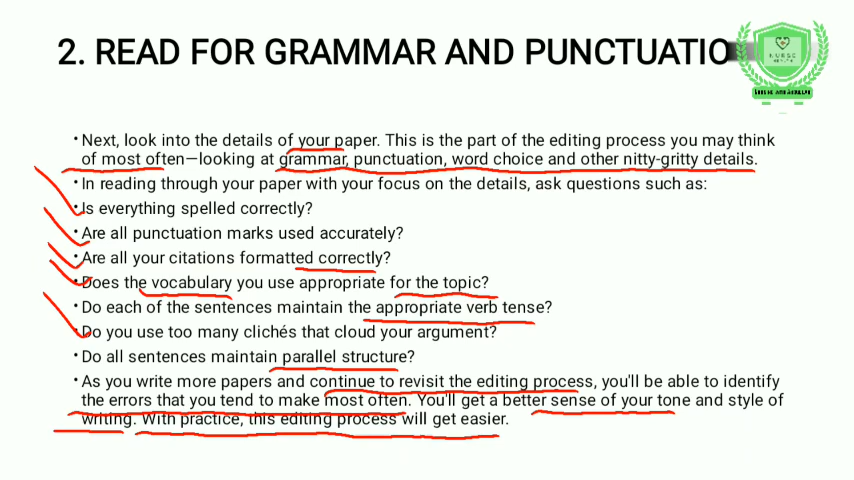 2. READ FOR GRAMMAR AND PUNCTUATIO
NURSE
• Next, look into the details of your paper. This is the part of the editing process you may think
of most often—looking at grammar, punctuation, word choice and other nitty-gritty details.
• In reading through your paper with your focus on the details, ask questions such as:
• Is everything spelled correctly?
• Are all punctuation marks used accurately?
• Are all your citations formatted correctly?
• Does the vocabulary you use appropriate for the topic?
• Do each of the sentences maintain the appropriate verb tense?
• Do you use too many clichés that cloud your argument?
• Do all sentences maintain parallel structure?
• As you write more papers and continue to revisit the editing process, you'll be able to identify
the errors that you tend to make most often. You'll get a better sense of your tone and style of
writing. With practice, this editing process will get easier.